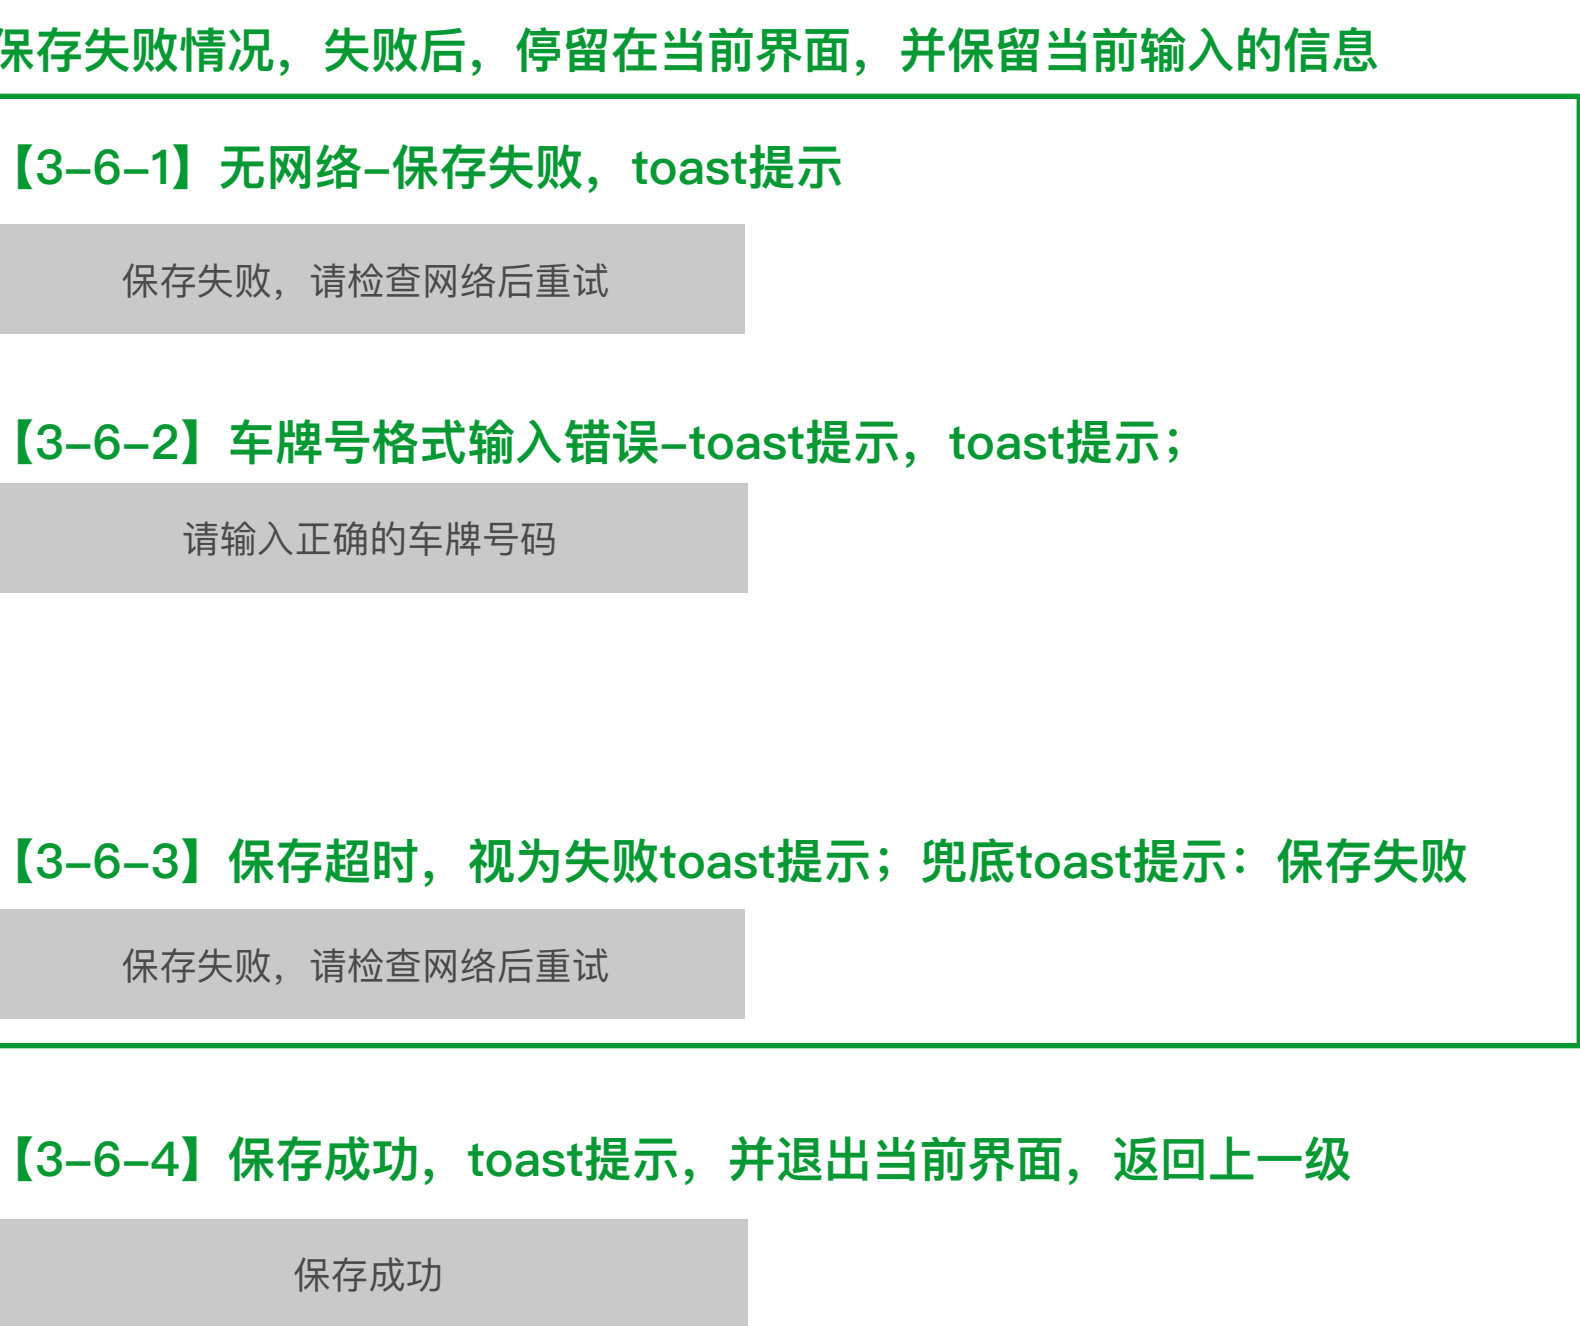 保存失败情况，失败后，停留在当前界面，并保留当前输入的信息
【3-6-1】无网络-保存失败，toast提示
保存失败，请检查网络后重试
【3-6-2】车牌号格式输入错误-toast提示，toast提示；
请输入正确的车牌号码
【3-6-3】保存超时，视为失败toast提示；兜底toast提示：保存失败
保存失败，请检查网络后重试
【3-6-4】保存成功，toast提示，并退出当前界面，返回上一级
保存成功